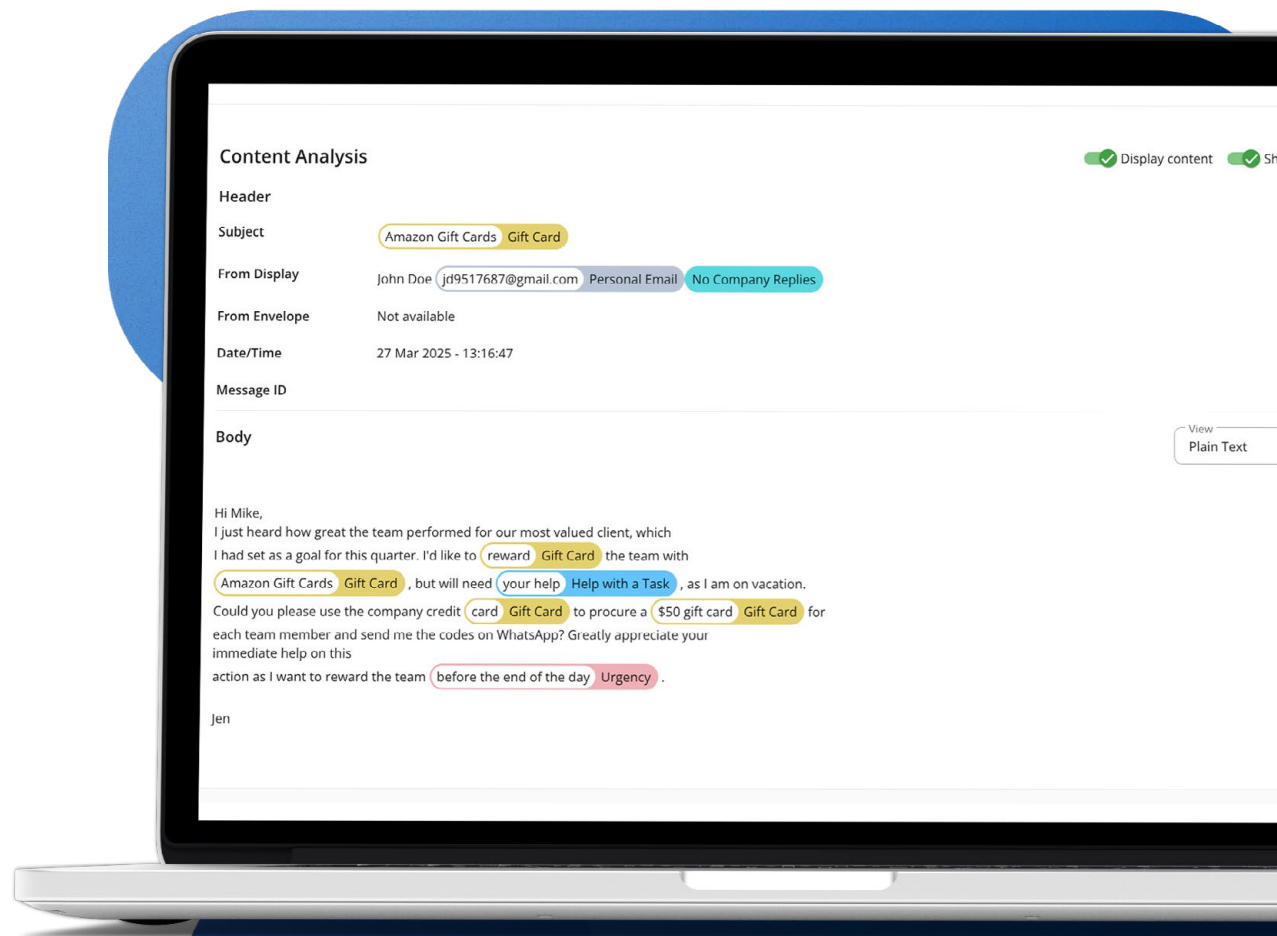 Content Analysis
Display content
Sh
Header
Subject Amazon Gift Cards Gift Card
From Display John Doe jd9517687@gmail.com Personal Email No Company Replies
From Envelope Not available
Date/Time 27 Mar 2025 - 13:16:47
Message ID
Body
View
Plain Text
Hi Mike,
I just heard how great the team performed for our most valued client, which
I had set as a goal for this quarter. I'd like to reward Gift Card the team with
Amazon Gift Cards Gift Card , but will need your help Help with a Task , as I am on vacation.
Could you please use the company credit card Gift Card to procure a $50 gift card Gift Card for
each team member and send me the codes on WhatsApp? Greatly appreciate your
immediate help on this
action as I want to reward the team before the end of the day Urgency .
Jen